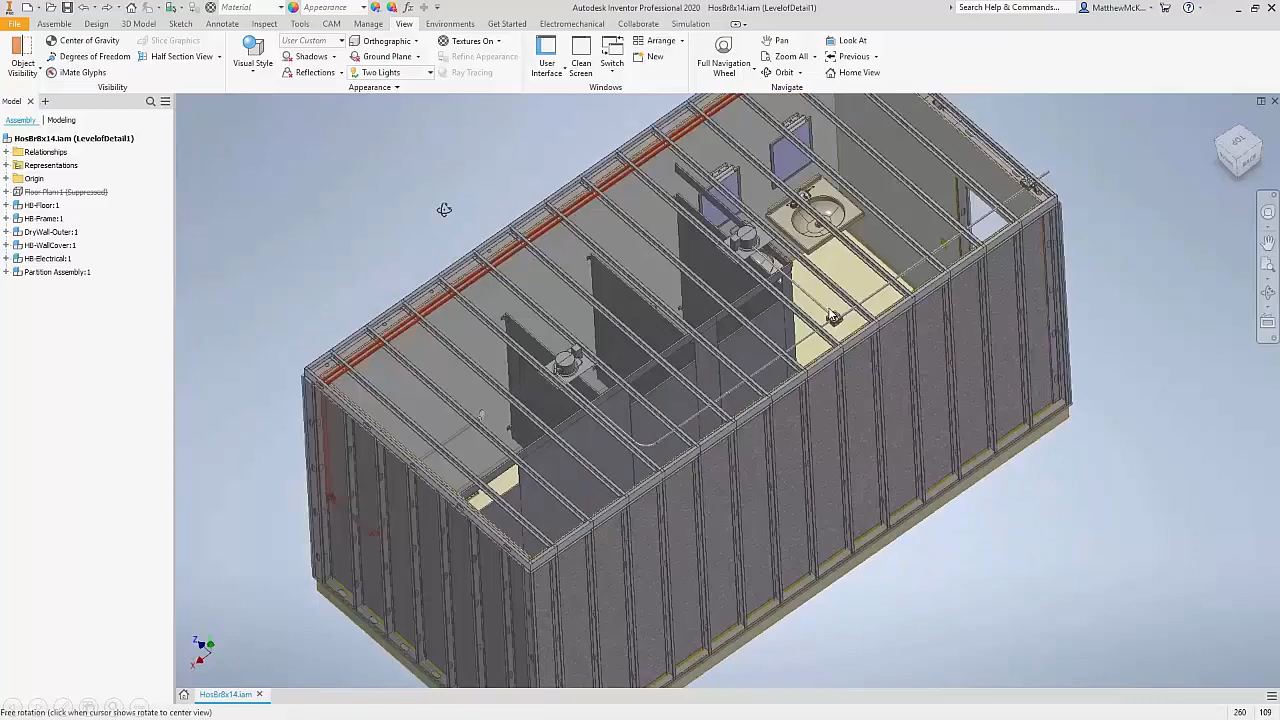 Material
Appearance
Autodesk Inventor Professional 2020
HosBr8x14.iam (LevelofDetail1)
Search Help & Commands...
MatthewMcK...
File
Assemble
Design
3D Model
Sketch
Annotate
Inspect
Tools
CAM
Manage
View
Environments
Get Started
Electromechanical
Collaborate
Simulation
Object
Visibility
Center of Gravity
Degrees of Freedom
iMate Glyphs
Slice Graphics
Half Section View
Visibility
Visual Style
User Custom
Shadows
Reflections
Orthographic
Ground Plane
Two Lights
Textures On
Refine Appearance
Ray Tracing
Appearance
User
Interface
Clean
Screen
Switch
Arrange
New
Windows
Full Navigation
Wheel
Pan
Zoom All
Orbit
Look At
Previous
Home View
Navigate
Model
Assembly
Modeling
HosBr8x14.iam (LevelofDetail1)
Relationships
Representations
Origin
Floor Plan:1 (Suppressed)
HB-Floor:1
HB-Frame:1
DryWall-Outer:1
HB-WallCover:1
HB-Electrical:1
Partition Assembly:1
TOP
Z
X
HosBr8x14.iam
Free rotation (click when cursor shows rotate to center view)
260
109